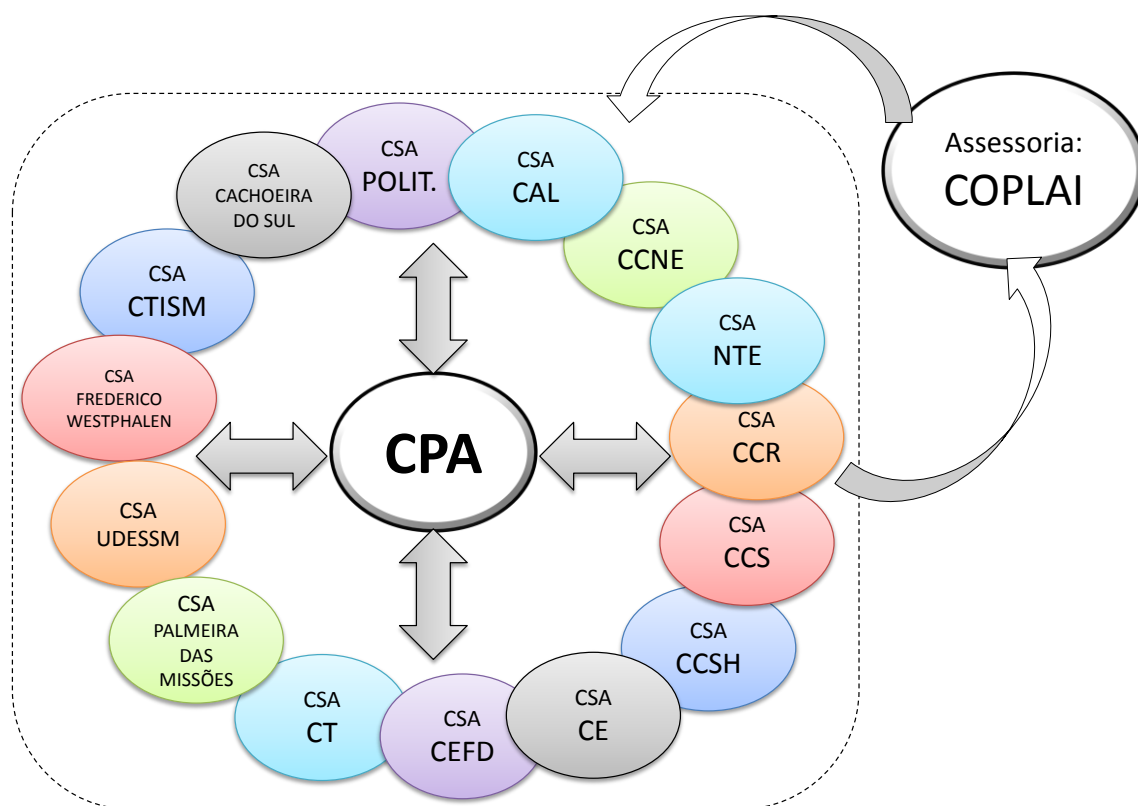 CSA
POLIT.
CSA
CAL
CSA
CCNE
CSA
NTE
CSA
CCR
CSA
CCS
CSA
CCSH
CSA
CE
CSA
CEFD
CSA
CT
CSA
PALMEIRA
DAS
MISSÕES
CSA
UDESSM
CSA
FREDERICO
WESTPHALEN
CSA
CTISM
CSA
CACHOEIRA
DO SUL
CPA
Assessoria:
COPLAI